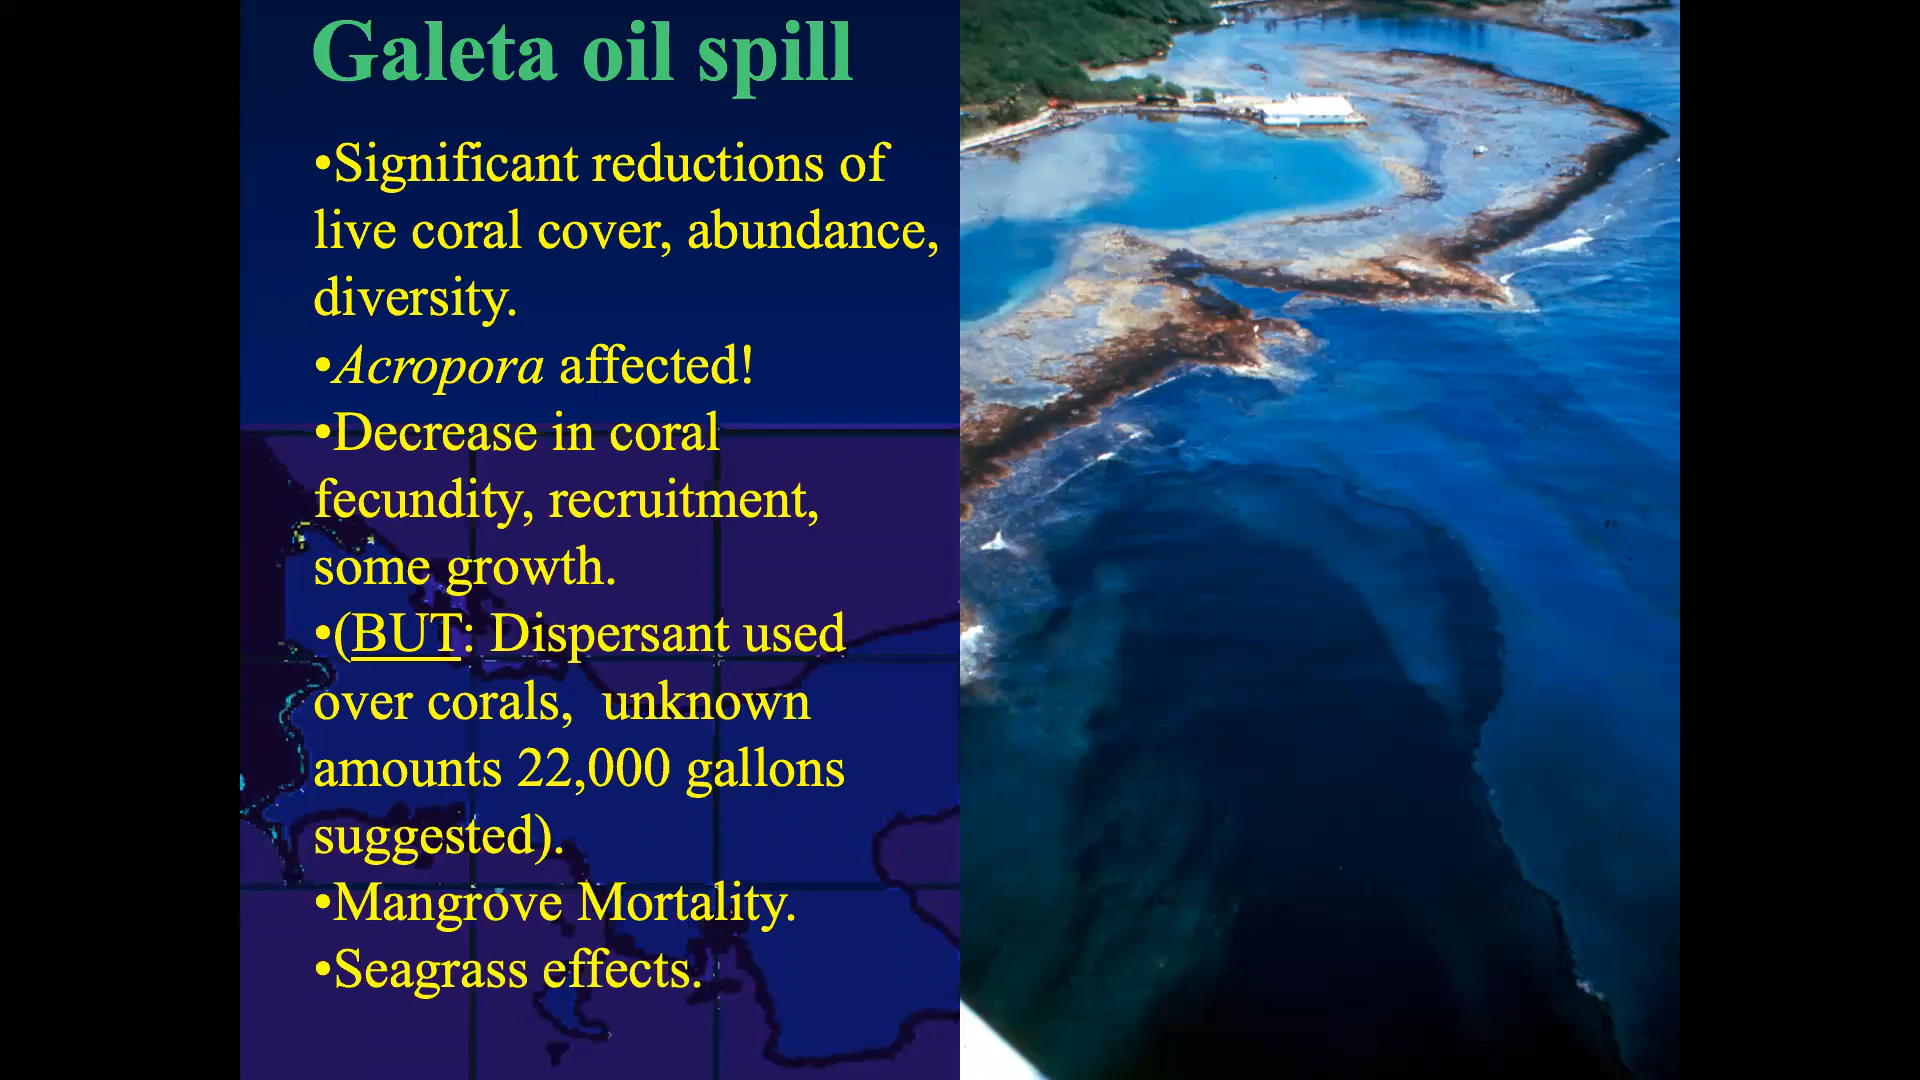 Galeta oil spill
•Significant reductions of
live coral cover, abundance,
diversity.
•Acropora affected!
•Decrease in coral
fecundity, recruitment,
some growth.
•(BUT: Dispersant used
over corals,  unknown
amounts 22,000 gallons
suggested).
•Mangrove Mortality.
•Seagrass effects.